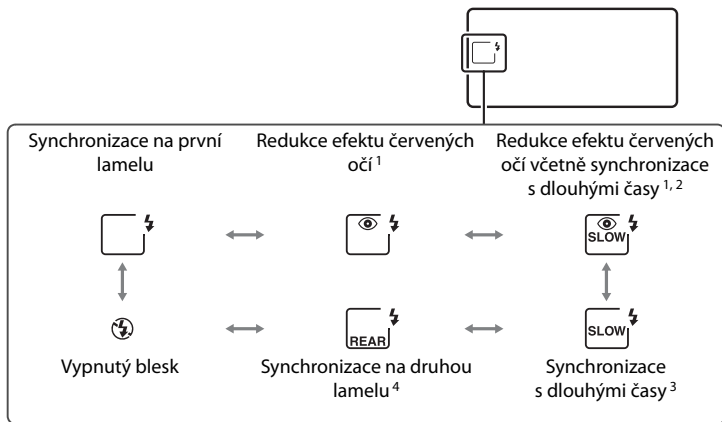 Synchronizace na první
lamelu
Redukce efektu červených
očí 1
Redukce efektu červených
očí včetně synchronizace
s dlouhými časy 1, 2
SLOW
REAR
SLOW
Vypnutý blesk
Synchronizace na druhou
lamelu 4
Synchronizace
s dlouhými časy 3